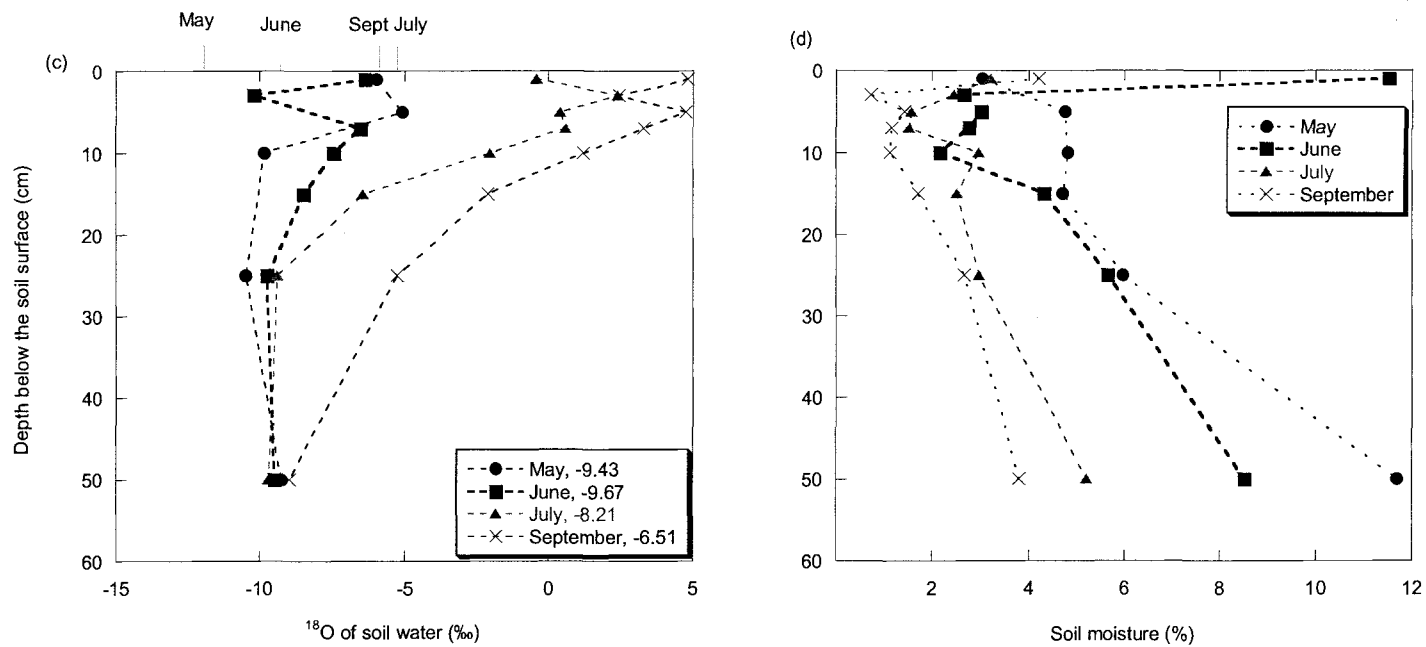 May
June
Sept July
(c)
0
10
20
30
40
50
60
Depth below the soil surface (cm)
-15
-10
-5
0
5
¹⁸O of soil water (‰)
May, -9.43
June, -9.67
July, -8.21
September, -6.51
(d)
0
10
20
30
40
50
60
2
4
6
8
10
12
Soil moisture (%)
May
June
July
September